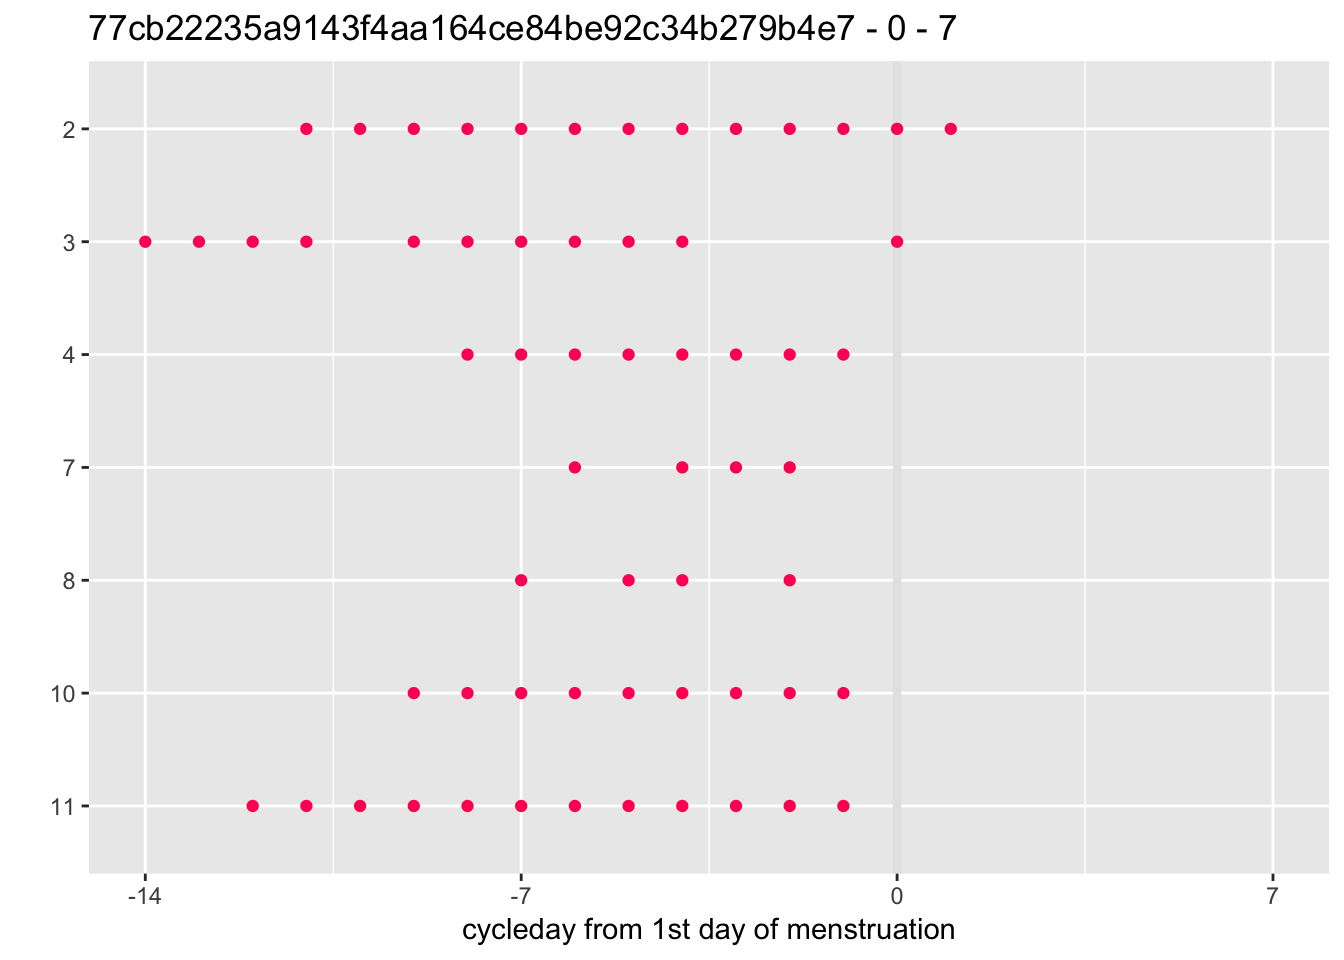 77cb22235a9143f4aa164ce84be92c34b279b4e7 - 0 - 7
2
3
4
7
8
10
11
-14 -7 0 7
cycleday from 1st day of menstruation